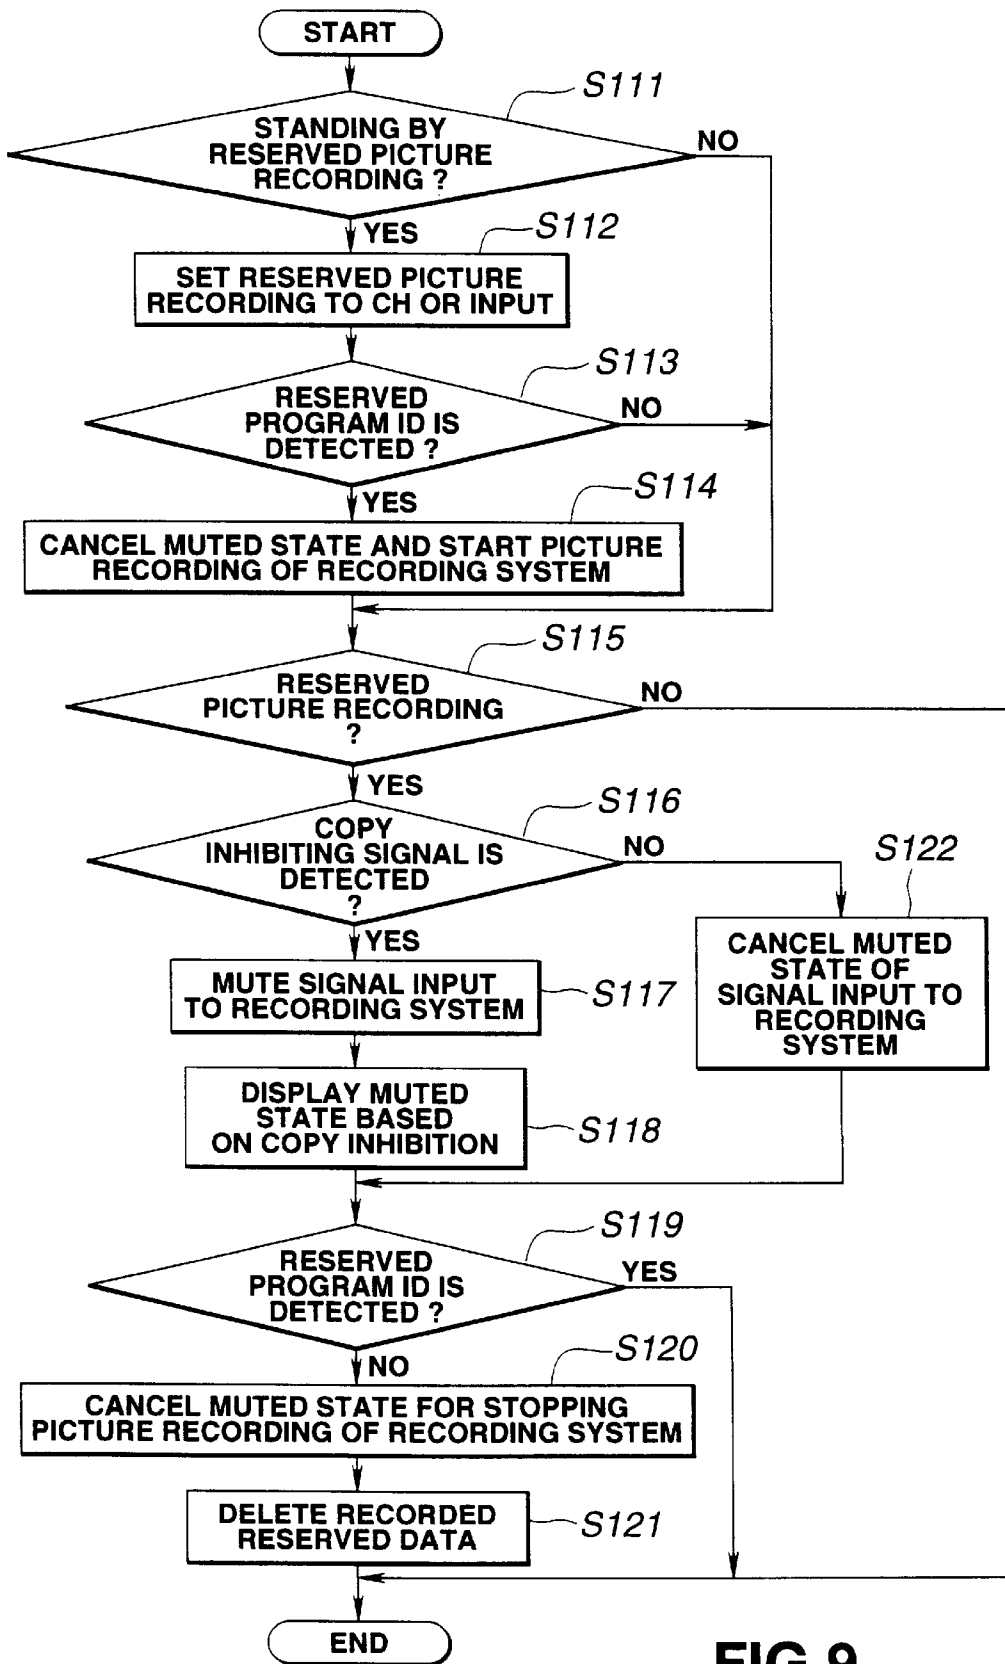 START
S111
STANDING BY
RESERVED PICTURE
RECORDING ?
NO
YES
S112
SET RESERVED PICTURE
RECORDING TO CH OR INPUT
S113
RESERVED
PROGRAM ID IS
DETECTED ?
NO
YES
S114
CANCEL MUTED STATE AND START PICTURE
RECORDING OF RECORDING SYSTEM
S115
RESERVED
PICTURE RECORDING
?
NO
YES
S116
COPY
INHIBITING SIGNAL IS
DETECTED
?
NO
S122
YES
CANCEL MUTED
STATE OF
SIGNAL INPUT TO
RECORDING
SYSTEM
MUTE SIGNAL INPUT
TO RECORDING SYSTEM
S117
DISPLAY MUTED
STATE BASED
ON COPY INHIBITION
S118
S119
RESERVED
PROGRAM ID IS
DETECTED ?
YES
NO
S120
CANCEL MUTED STATE FOR STOPPING
PICTURE RECORDING OF RECORDING SYSTEM
DELETE RECORDED
RESERVED DATA
S121
END
FIG.9